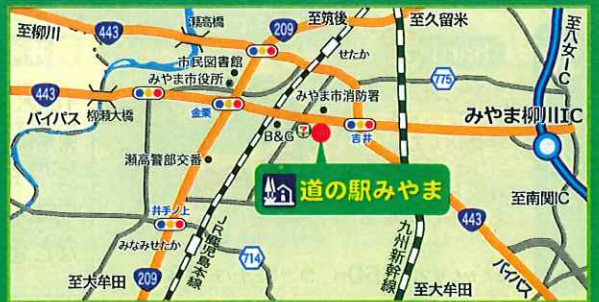 至柳川
443
瀬高橋
209
至筑後
至久留米
至八女IC
市民図書館
せたか
みやま市役所
775
443
バイパス
柳瀬大橋
金栗
みやま市消防署
みやま柳川IC
B&G
7
吉井
瀬高警部交番
道の駅みやま
至南関IC
井手ノ上
みなみせたか
JR鹿児島本線
714
九州新幹線
443
バイパス
至大牟田
209
至大牟田